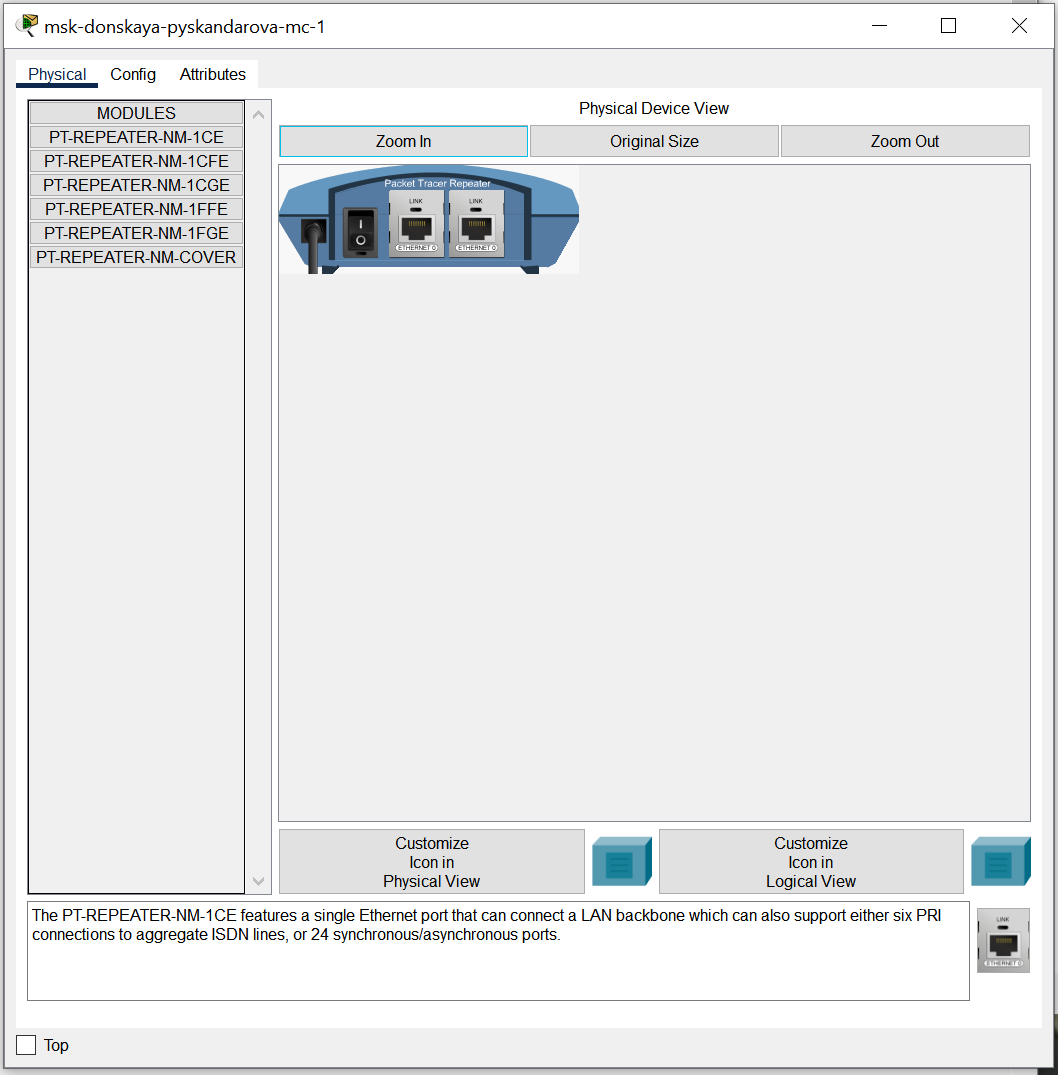 msk-donskaya-pyskandarova-mc-1
Physical
Config
Attributes
MODULES
PT-REPEATER-NM-1CE
PT-REPEATER-NM-1CFE
PT-REPEATER-NM-1CGE
PT-REPEATER-NM-1FFE
PT-REPEATER-NM-1FGE
PT-REPEATER-NM-COVER
Physical Device View
Zoom In
Original Size
Zoom Out
Packet Tracer Repeater
LINK
LINK
ETHERNET 0
ETHERNET 0
Customize
Icon in
Physical View
Customize
Icon in
Logical View
The PT-REPEATER-NM-1CE features a single Ethernet port that can connect a LAN backbone which can also support either six PRI
connections to aggregate ISDN lines, or 24 synchronous/asynchronous ports.
LINK
ETHERNET 0
Top